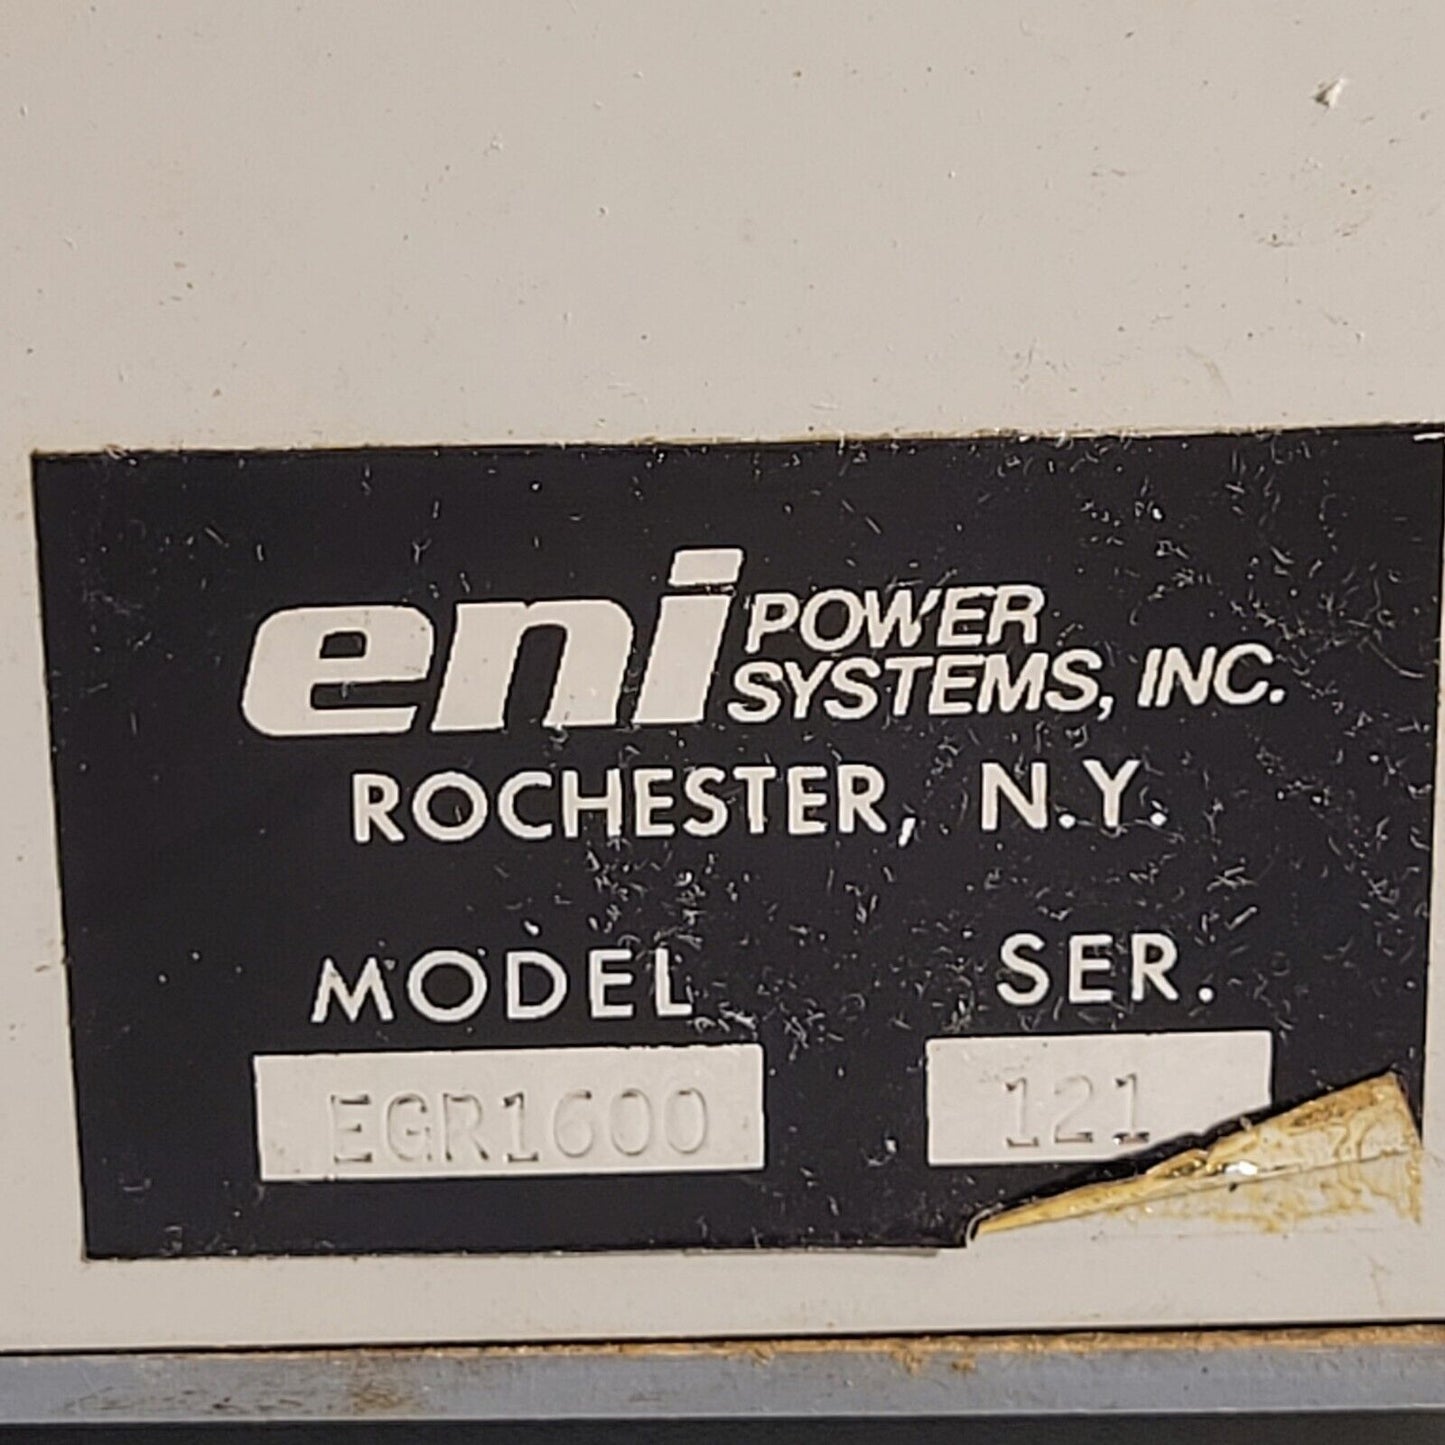 eni POWER
SYSTEMS, INC.
ROCHESTER, N.Y.
MODEL SER.
EGR1600 121